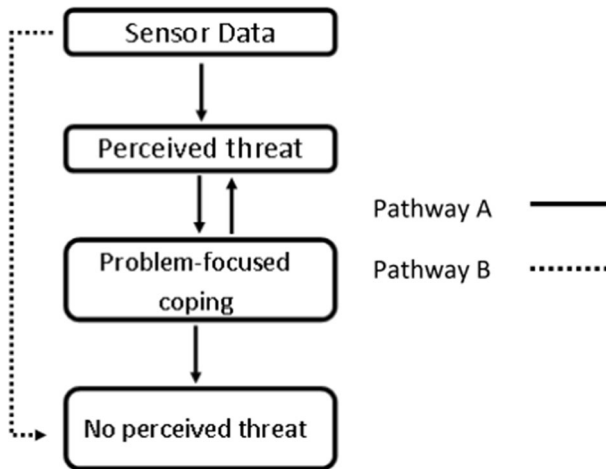 Sensor Data
Perceived threat
Problem-focused
coping
No perceived threat
Pathway A
Pathway B